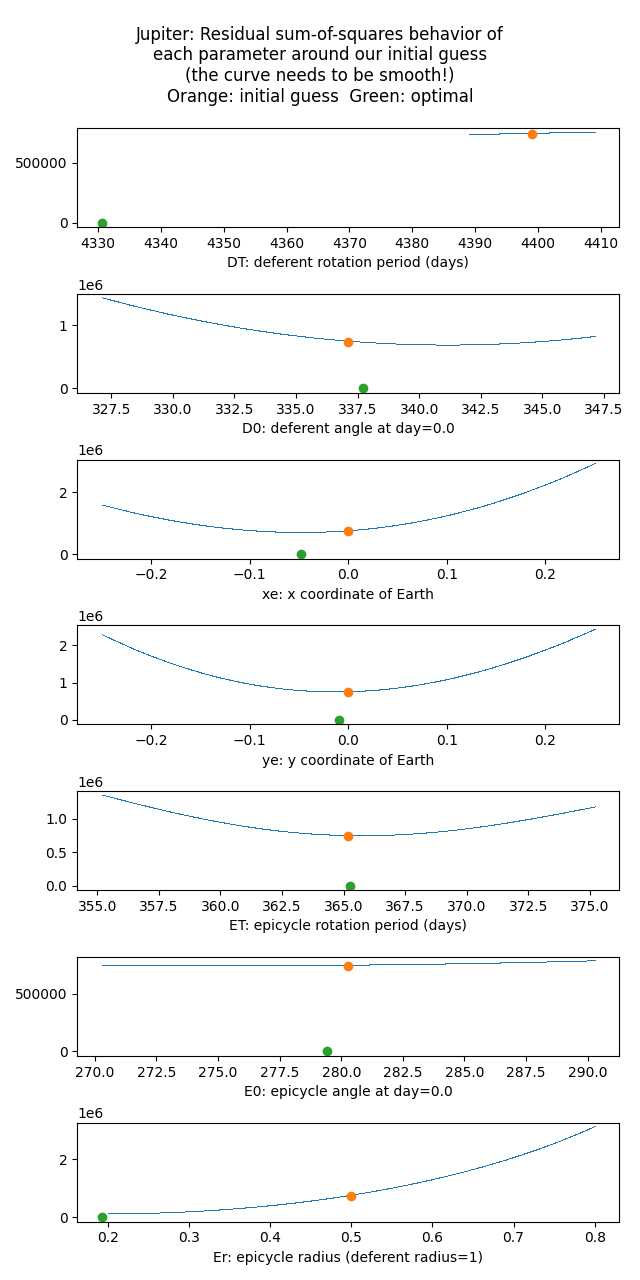 Jupiter: Residual sum-of-squares behavior of
each parameter around our initial guess
(the curve needs to be smooth!)
Orange: initial guess  Green: optimal
500000
0
4330 4340 4350 4360 4370 4380 4390 4400 4410
DT: deferent rotation period (days)
1e6
1
0
327.5 330.0 332.5 335.0 337.5 340.0 342.5 345.0 347.5
D0: deferent angle at day=0.0
1e6
2
0
−0.2 −0.1 0.0 0.1 0.2
xe: x coordinate of Earth
1e6
2
1
0
−0.2 −0.1 0.0 0.1 0.2
ye: y coordinate of Earth
1e6
1.0
0.5
0.0
355.0 357.5 360.0 362.5 365.0 367.5 370.0 372.5 375.0
ET: epicycle rotation period (days)
500000
0
270.0 272.5 275.0 277.5 280.0 282.5 285.0 287.5 290.0
E0: epicycle angle at day=0.0
1e6
2
0
0.2 0.3 0.4 0.5 0.6 0.7 0.8
Er: epicycle radius (deferent radius=1)